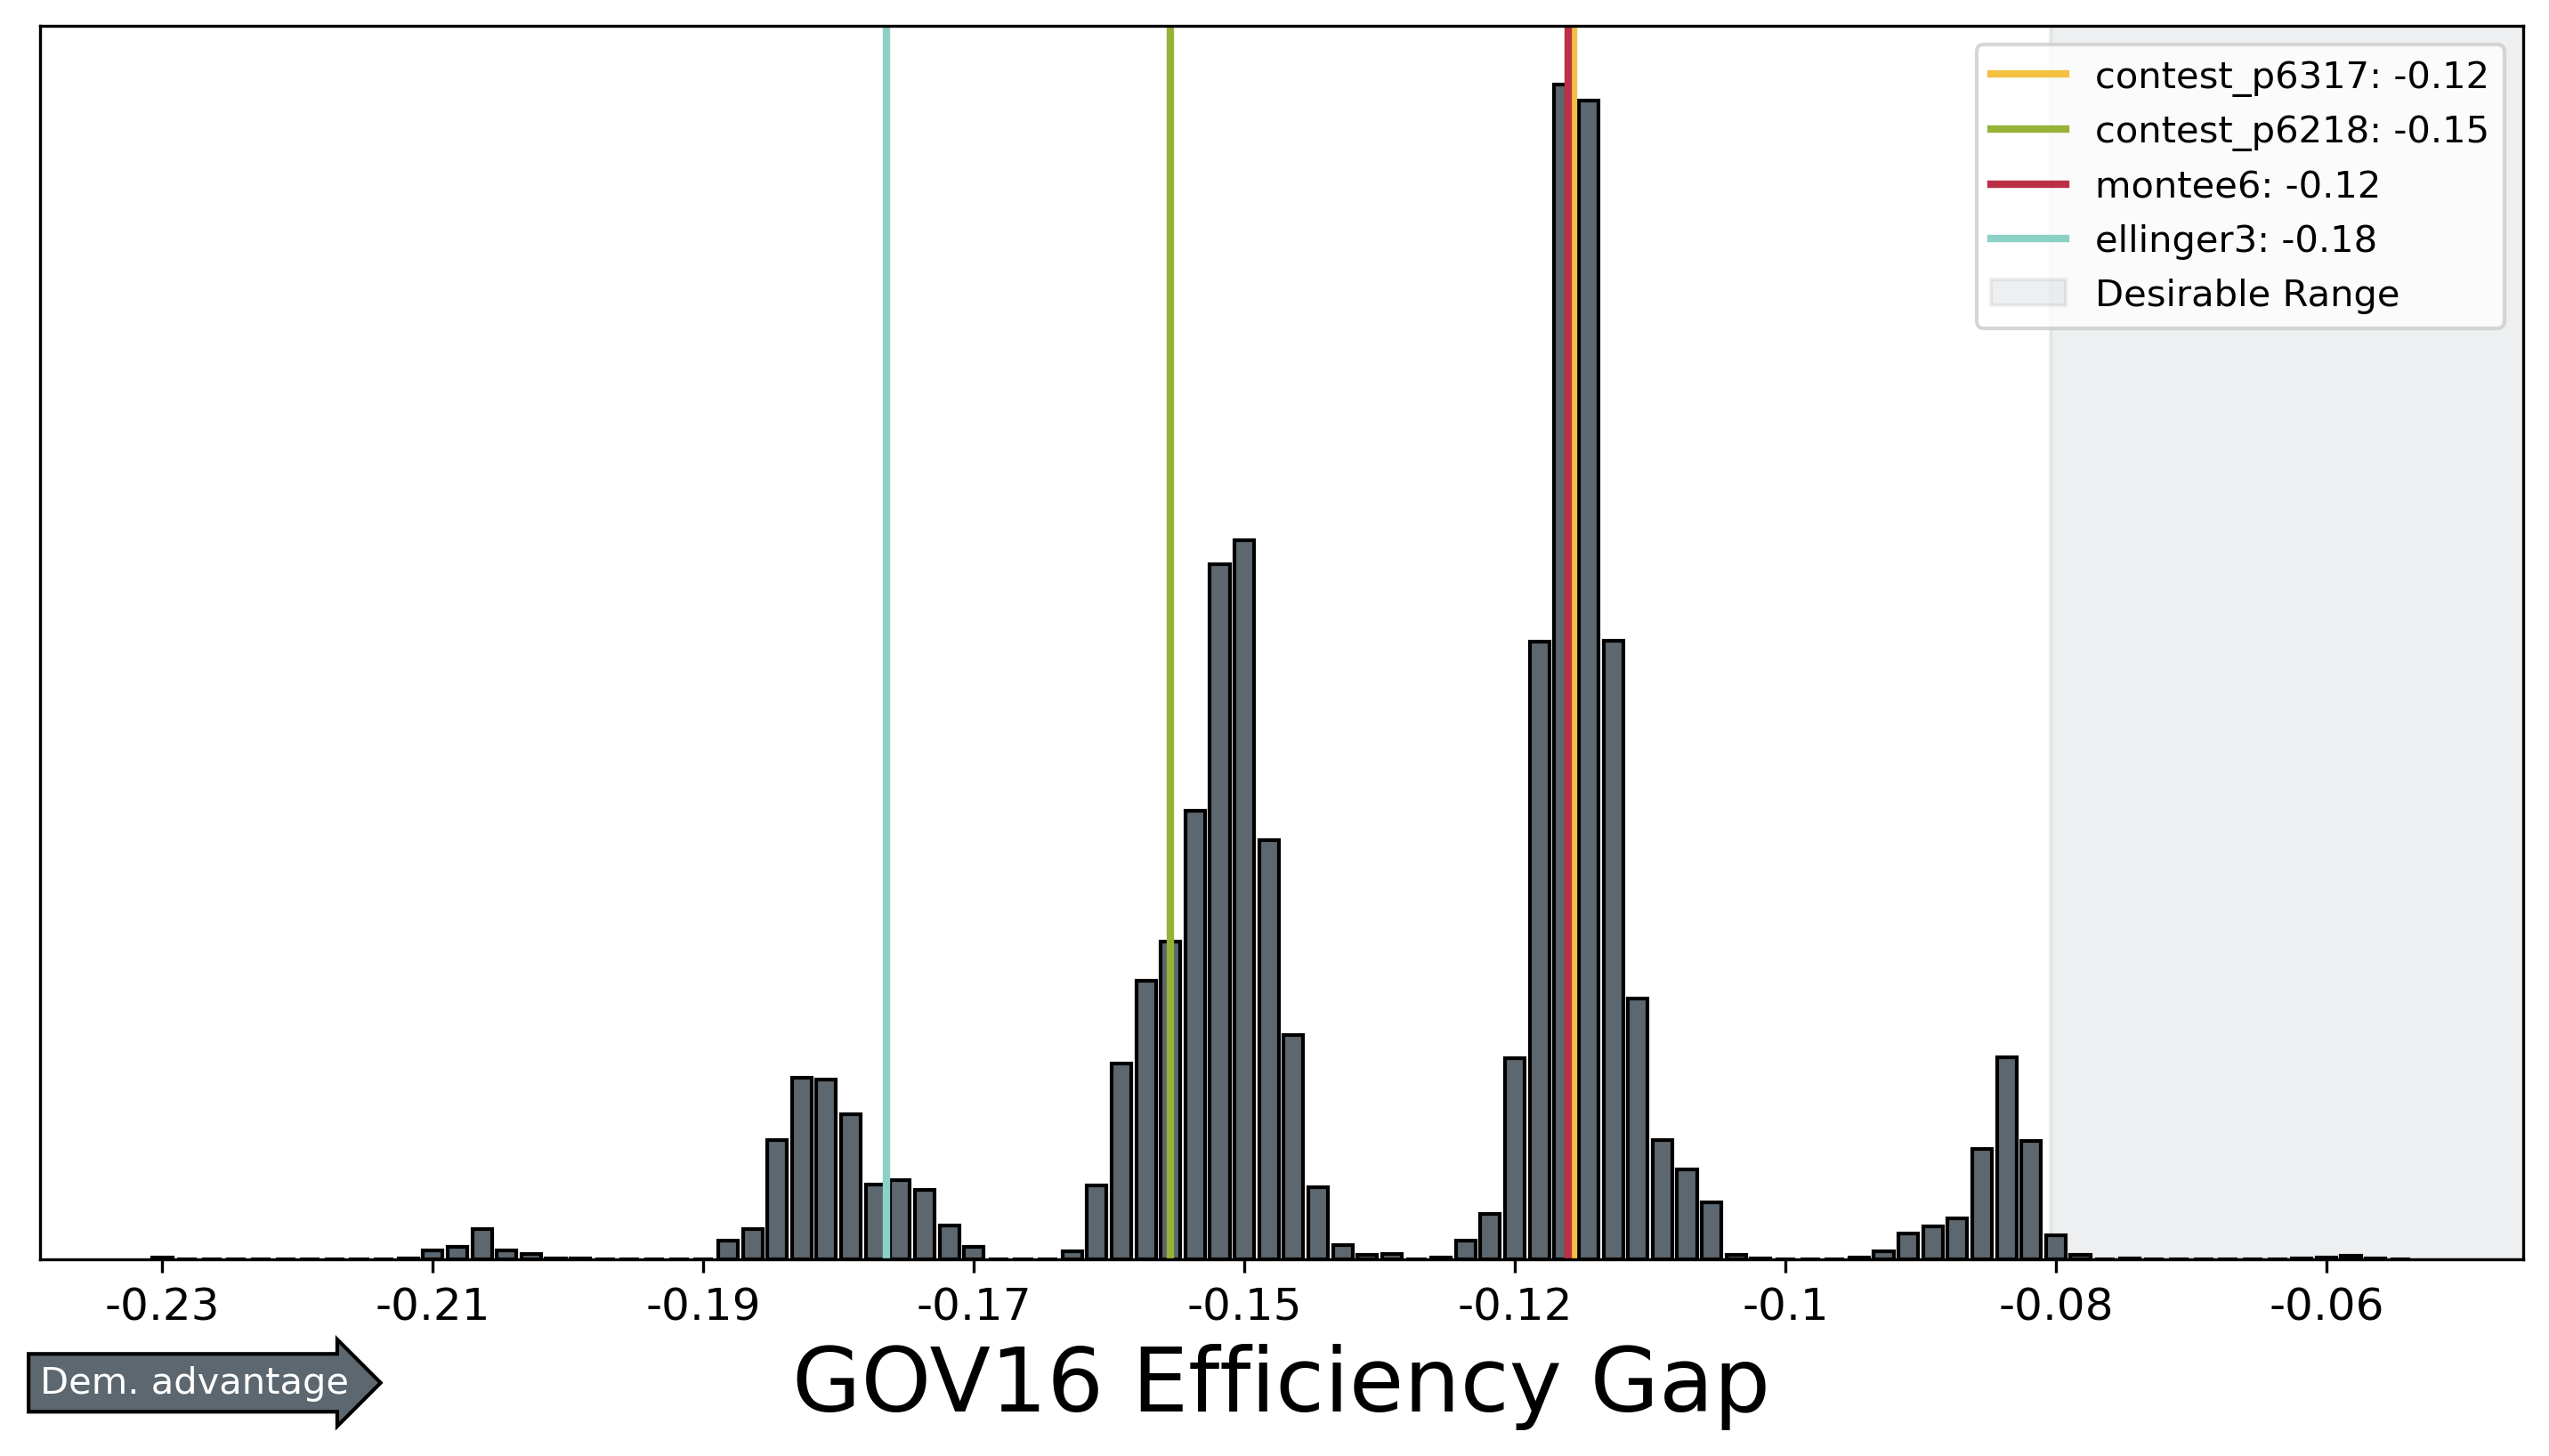 contest_p6317: -0.12
contest_p6218: -0.15
montee6: -0.12
ellinger3: -0.18
Desirable Range
-0.23 -0.21 -0.19 -0.17 -0.15 -0.12 -0.1 -0.08 -0.06
Dem. advantage
GOV16 Efficiency Gap